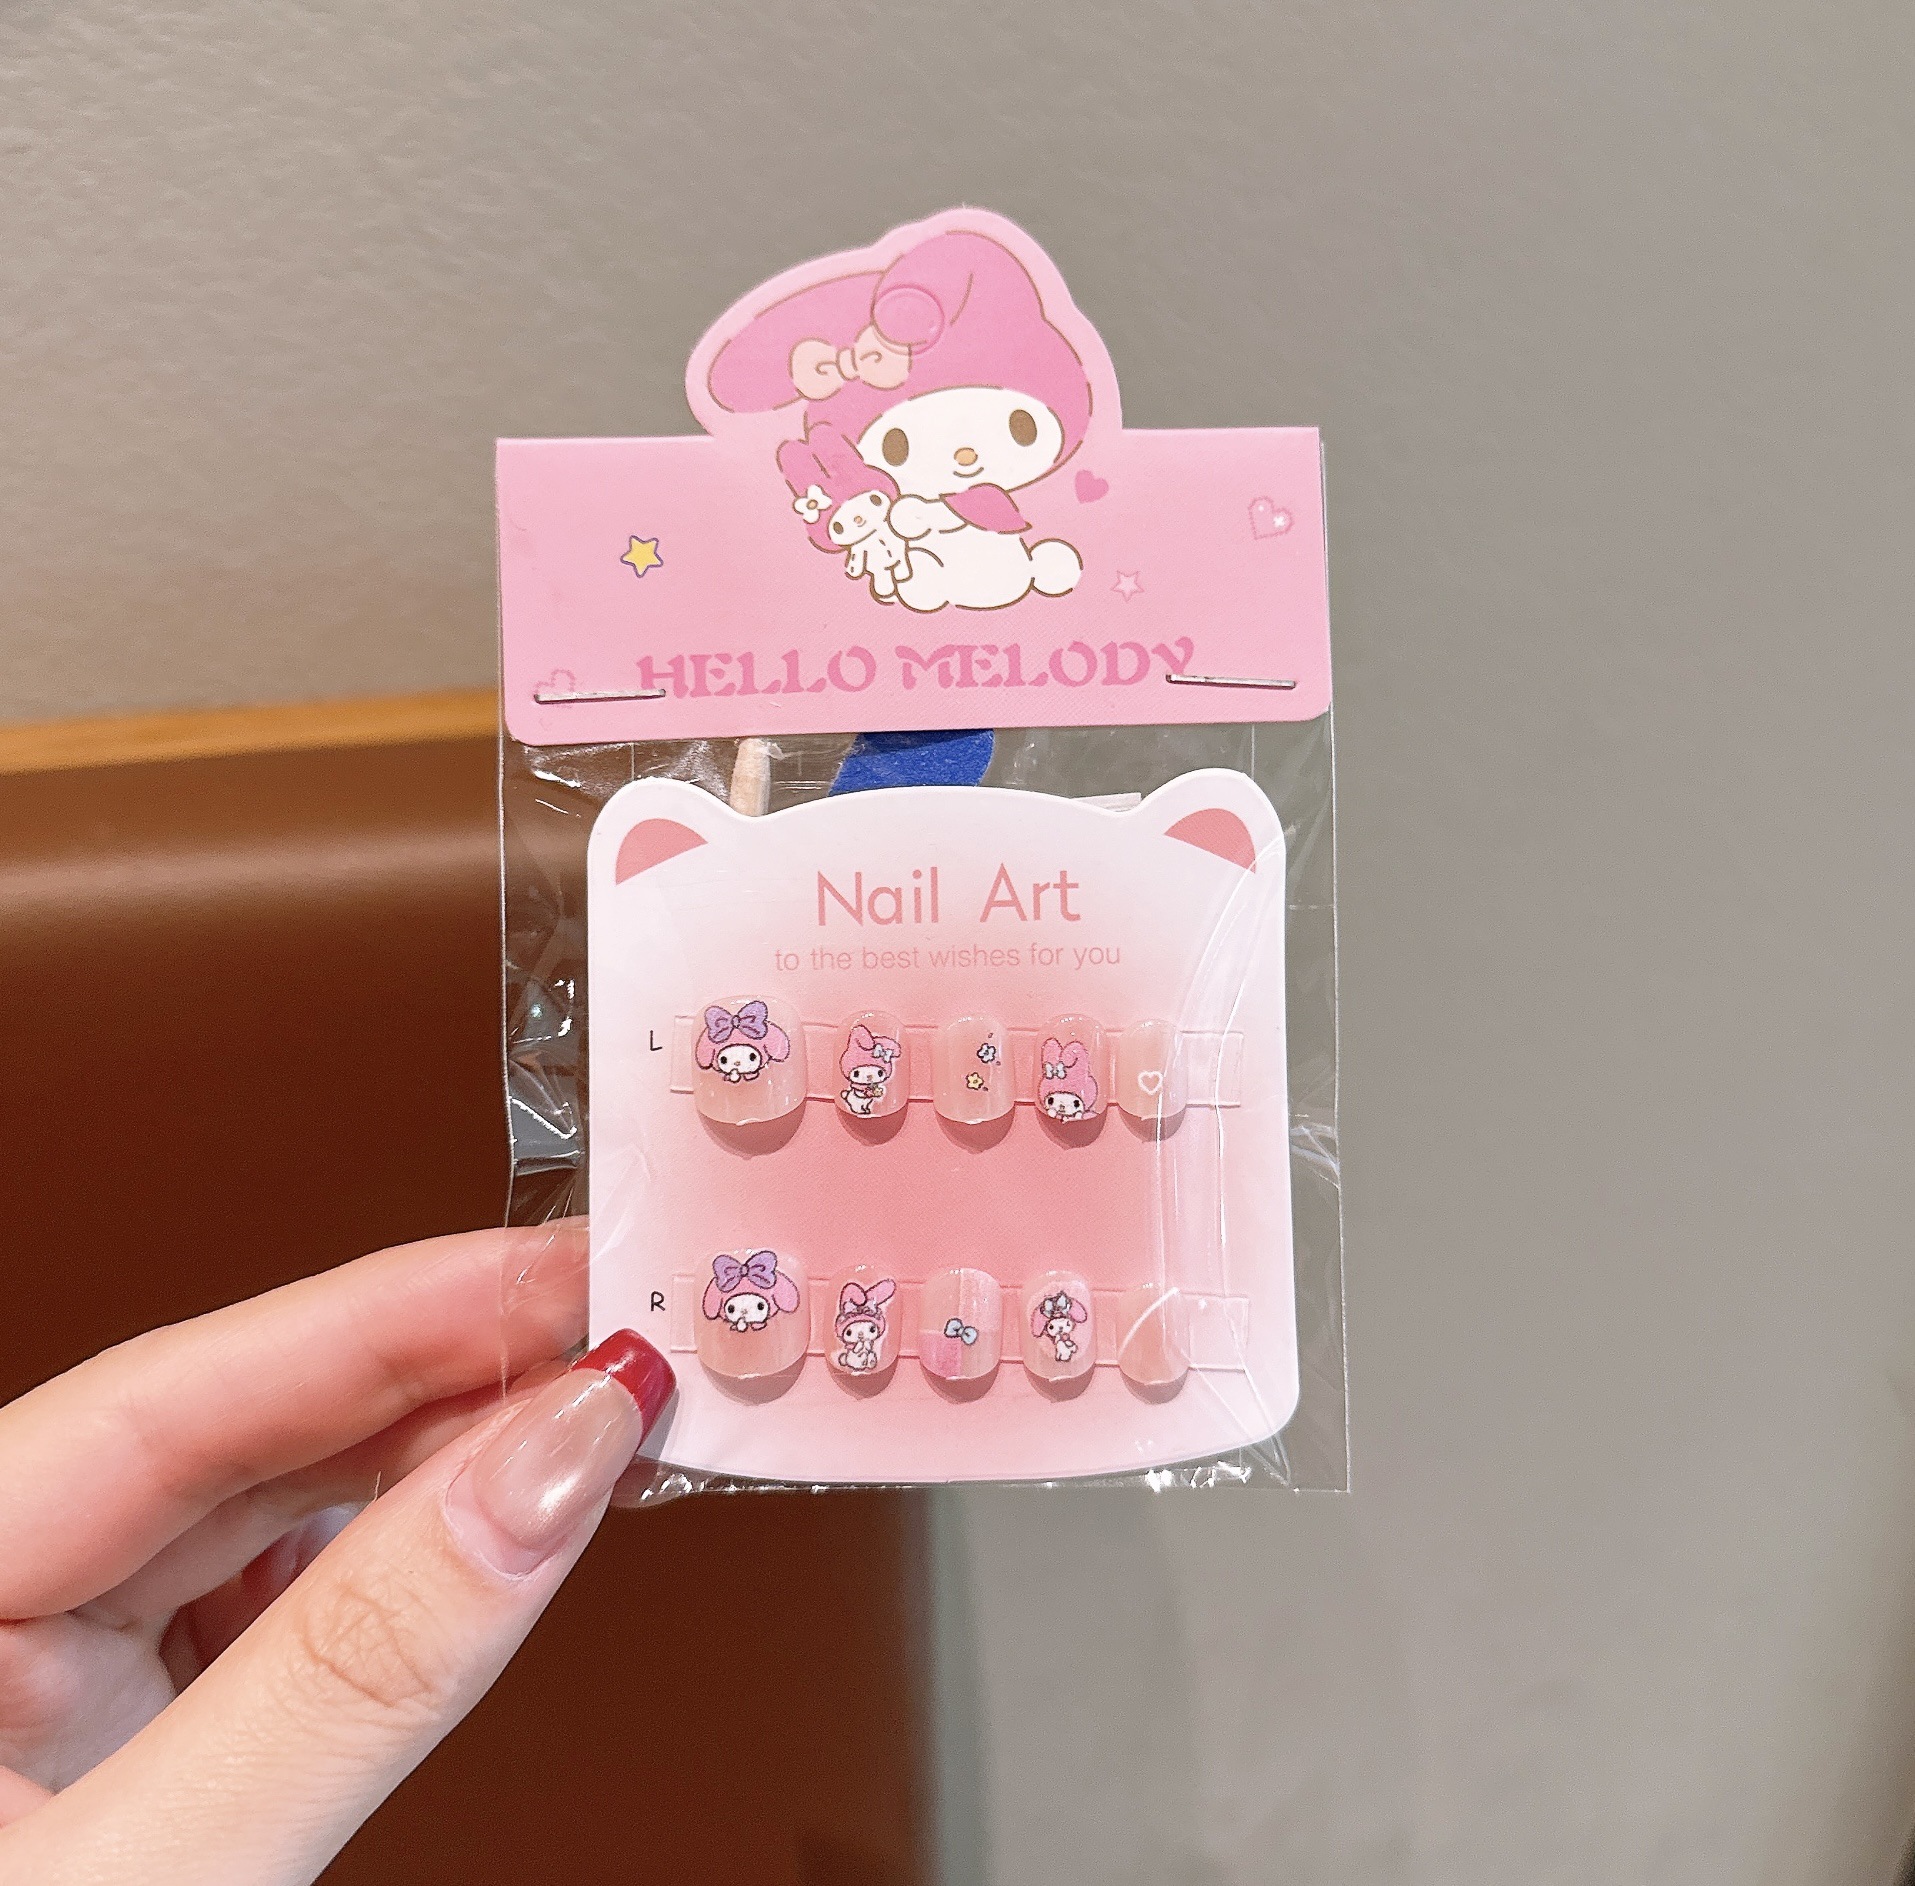 HELLO MELODY
Nail Art
to the best wishes for you
L
R